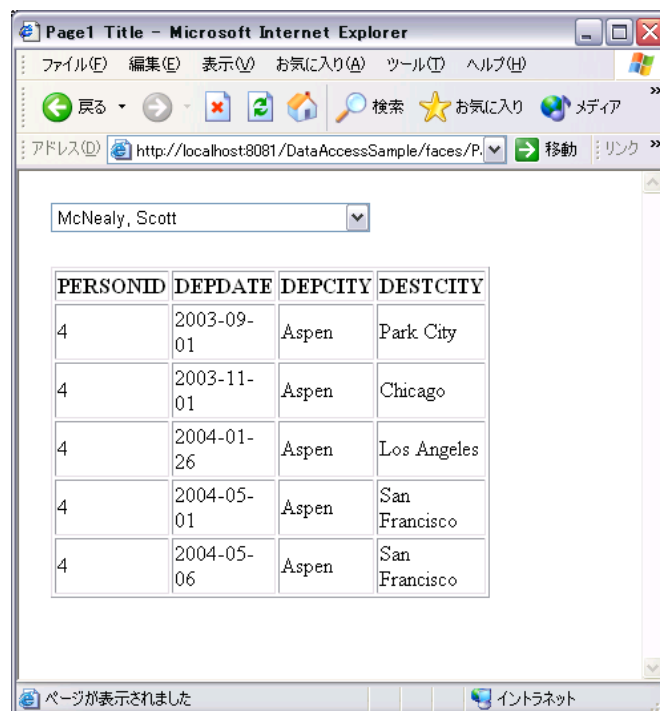 Page1 Title - Microsoft Internet Explorer
ファイル(F) 編集(E) 表示(V) お気に入り(A) ツール(T) ヘルプ(H)
戻る 検索 お気に入り メディア »
アドレス(D) http://localhost:8081/DataAccessSample/faces/P. 移動 リンク »
McNealy, Scott
PERSONID DEPDATE DEPCITY DESTCITY
4 2003-09-01 Aspen Park City
4 2003-11-01 Aspen Chicago
4 2004-01-26 Aspen Los Angeles
4 2004-05-01 Aspen San Francisco
4 2004-05-06 Aspen San Francisco
ページが表示されました イントラネット